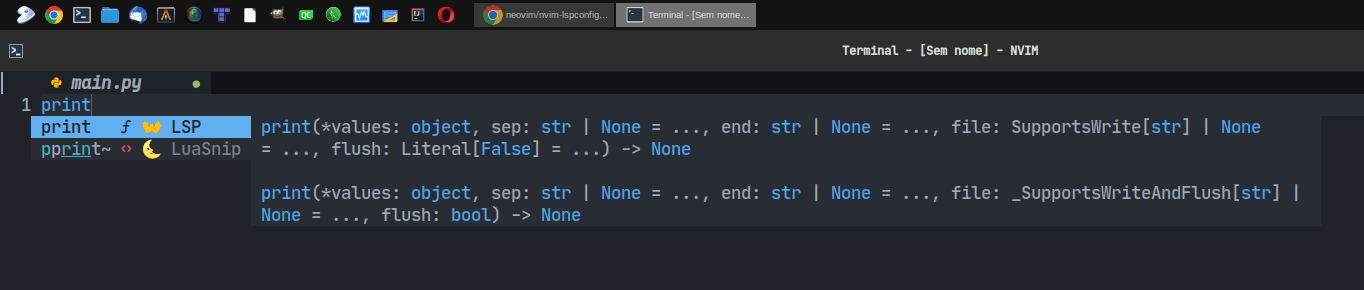 neovim/nvim-lspconfig...
Terminal - [Sem nome...
Terminal - [Sem nome] - NVIM
main.py
1 print
print f LSP
pprint~ LuaSnip
print(*values: object, sep: str | None = ..., end: str | None = ..., file: SupportsWrite[str] | None
= ..., flush: Literal[False] = ...) -> None
print(*values: object, sep: str | None = ..., end: str | None = ..., file: _SupportsWriteAndFlush[str] |
None = ..., flush: bool) -> None